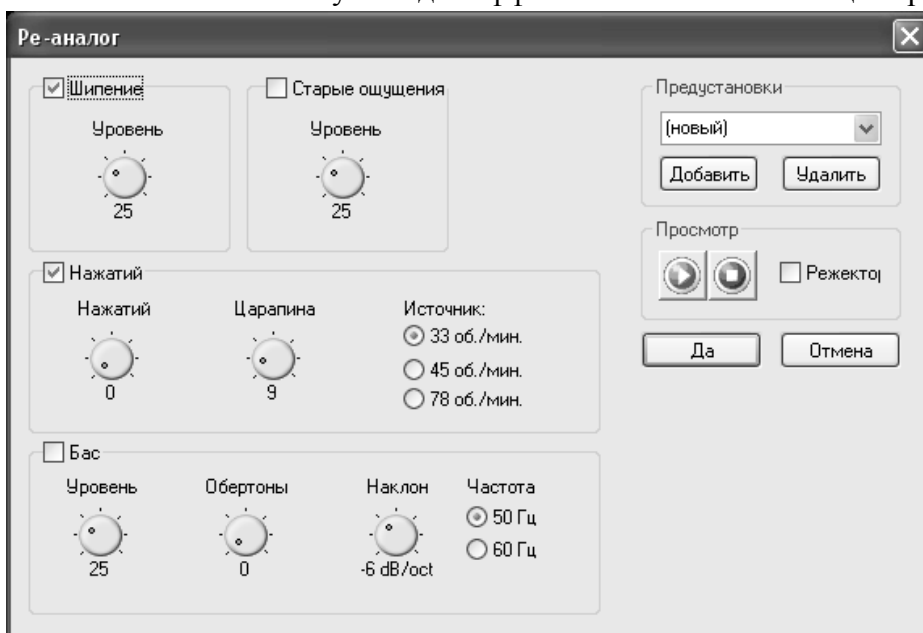 Ре-аналог
Шипение
Уровень
25
Старые ощущения
Уровень
25
Нажатий
Нажатий
0
Царапина
9
Источник:
33 об./мин.
45 об./мин.
78 об./мин.
Бас
Уровень
25
Обертоны
0
Наклон
-6 dB/oct
Частота
50 Гц
60 Гц
Предустановки
(новый)
Добавить
Удалить
Просмотр
Режектор
Да
Отмена